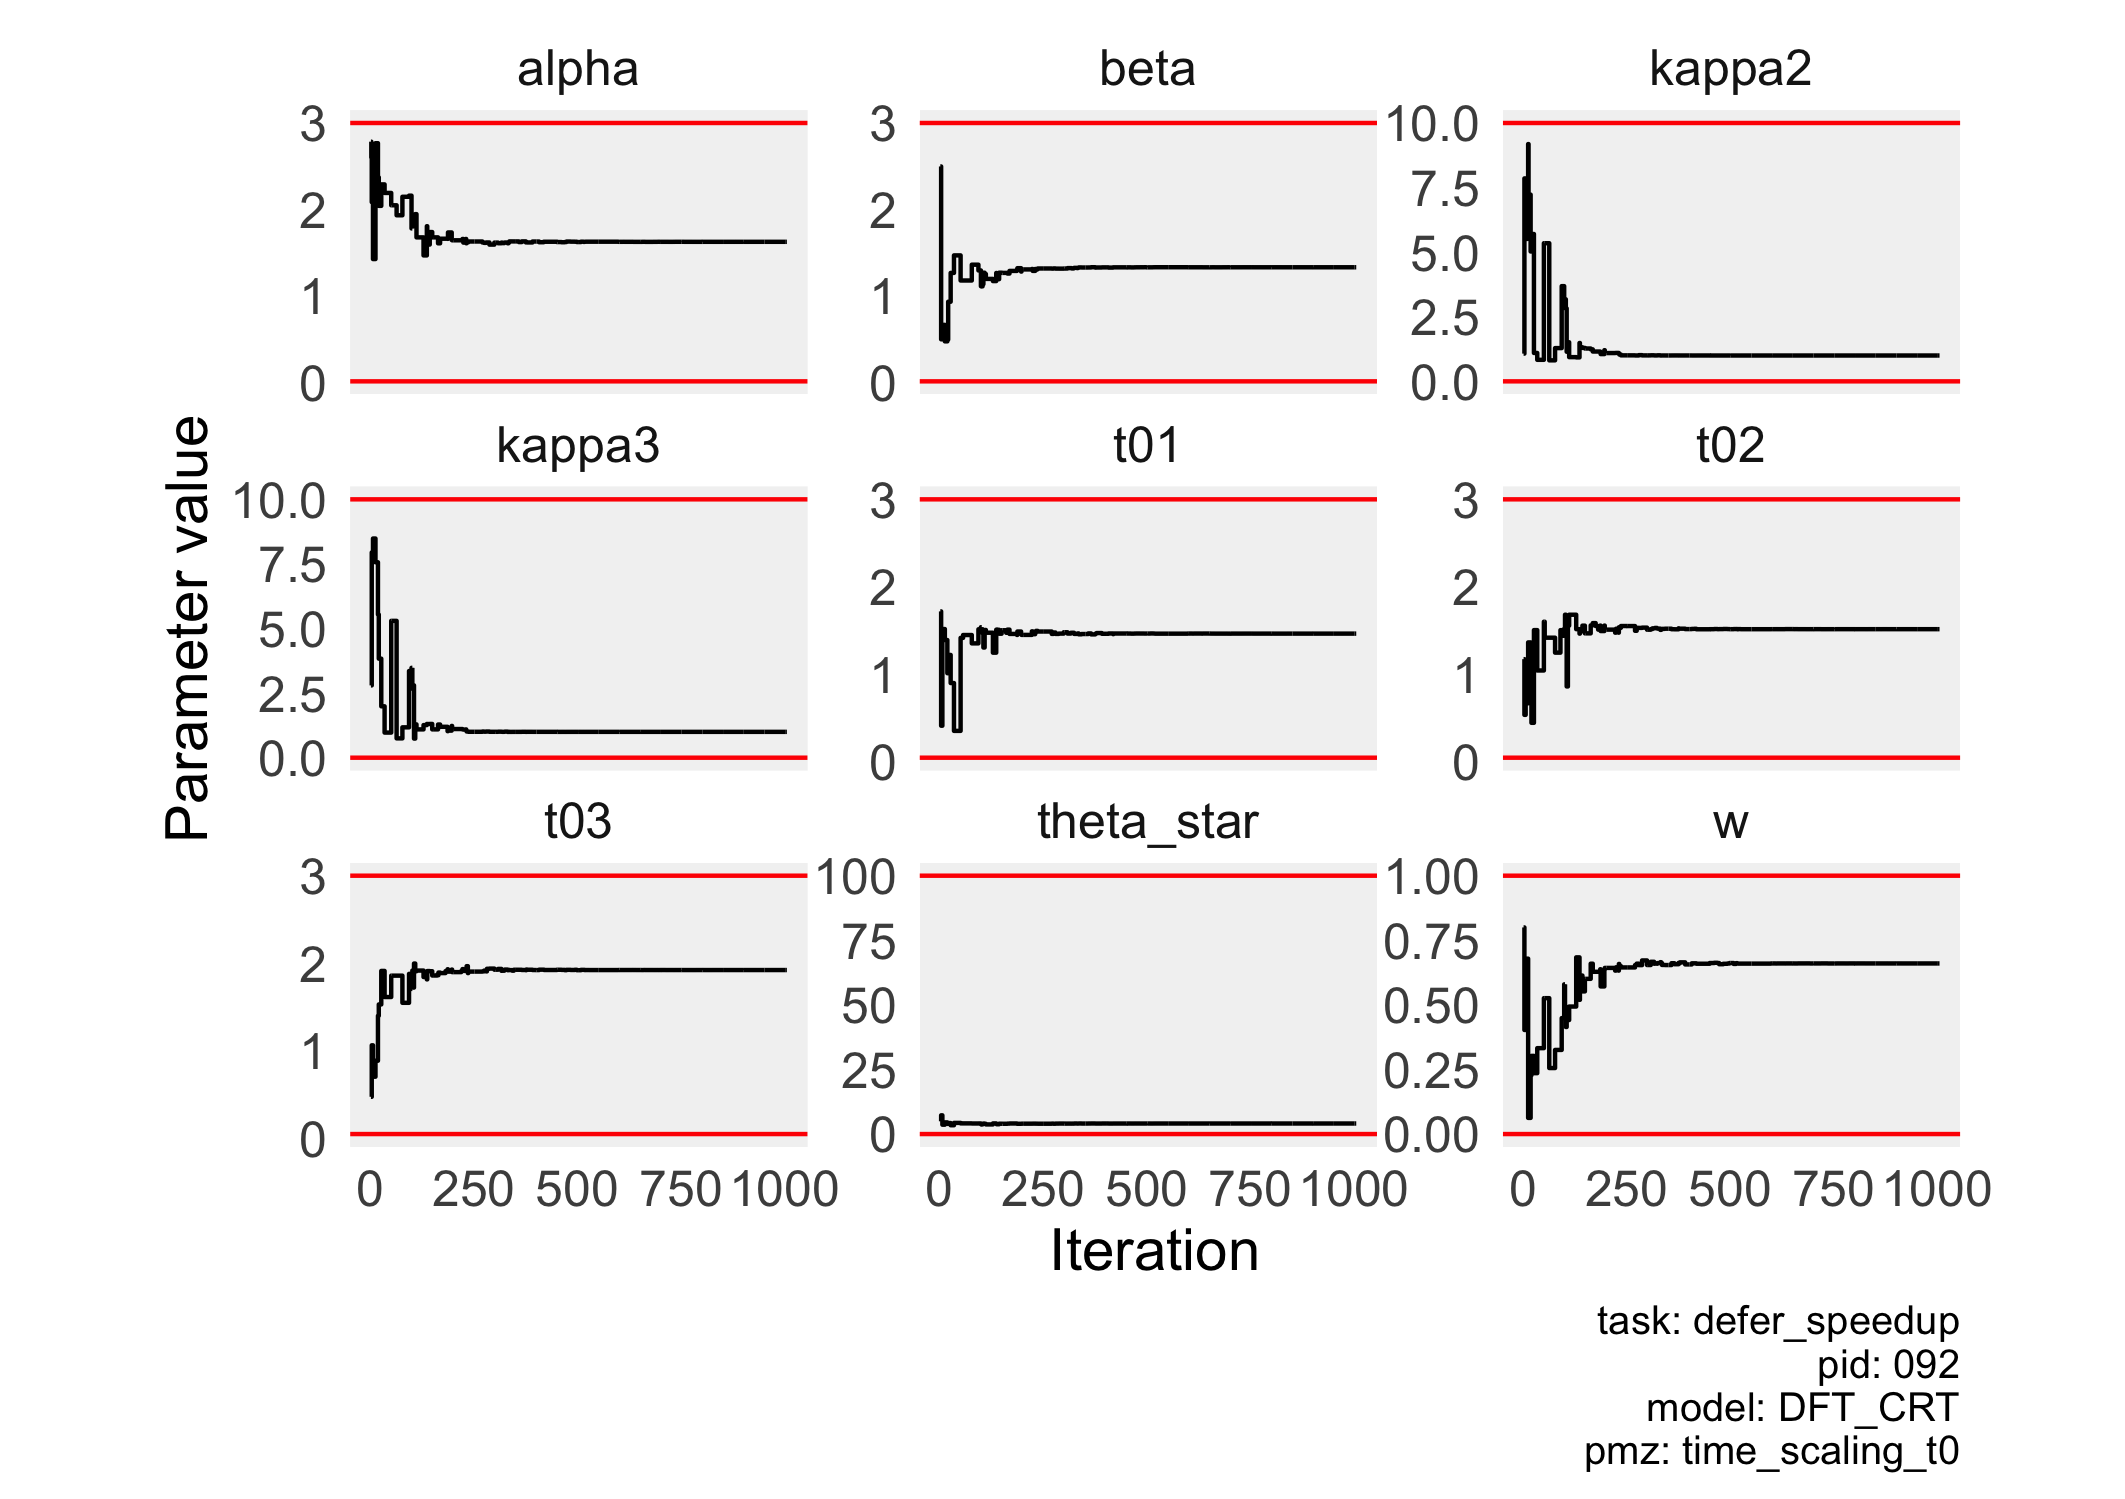 alpha
beta
kappa2
3
2
1
0
3
2
1
0
10.0
7.5
5.0
2.5
0.0
kappa3
t01
t02
10.0
7.5
5.0
2.5
0.0
3
2
1
0
3
2
1
0
t03
theta_star
w
3
2
1
0
100
75
50
25
0
1.00
0.75
0.50
0.25
0.00
0 250 500 750 1000
0 250 500 750 1000
0 250 500 750 1000
Parameter value
Iteration
task: defer_speedup
pid: 092
model: DFT_CRT
pmz: time_scaling_t0